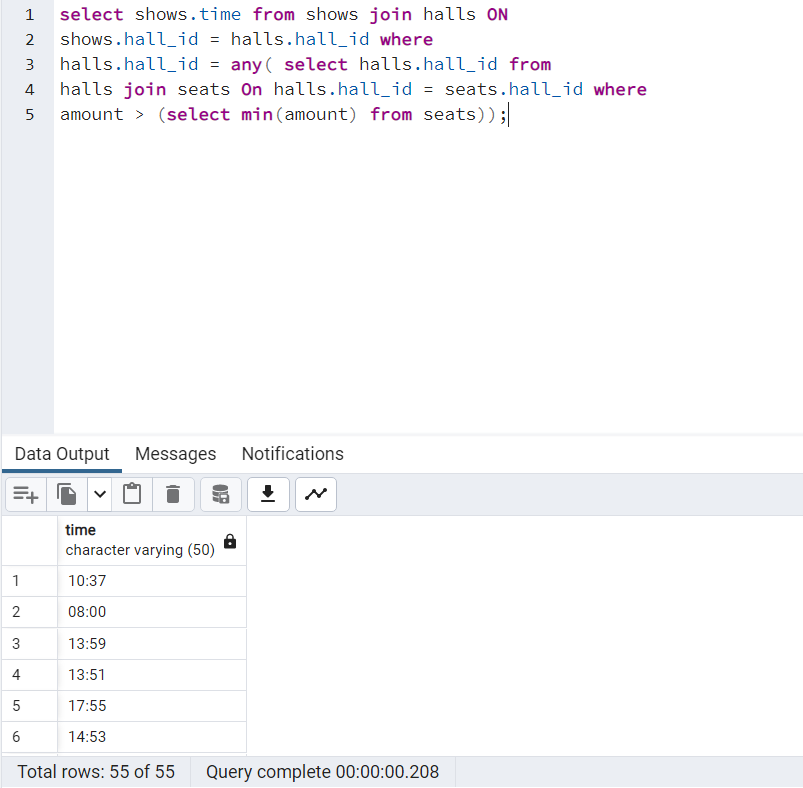 1 select shows.time from shows join halls ON
2 shows.hall_id = halls.hall_id where
3 halls.hall_id = any( select halls.hall_id from
4 halls join seats On halls.hall_id = seats.hall_id where
5 amount > (select min(amount) from seats));
Data Output Messages Notifications
time
character varying (50)
1 10:37
2 08:00
3 13:59
4 13:51
5 17:55
6 14:53
Total rows: 55 of 55 Query complete 00:00:00.208